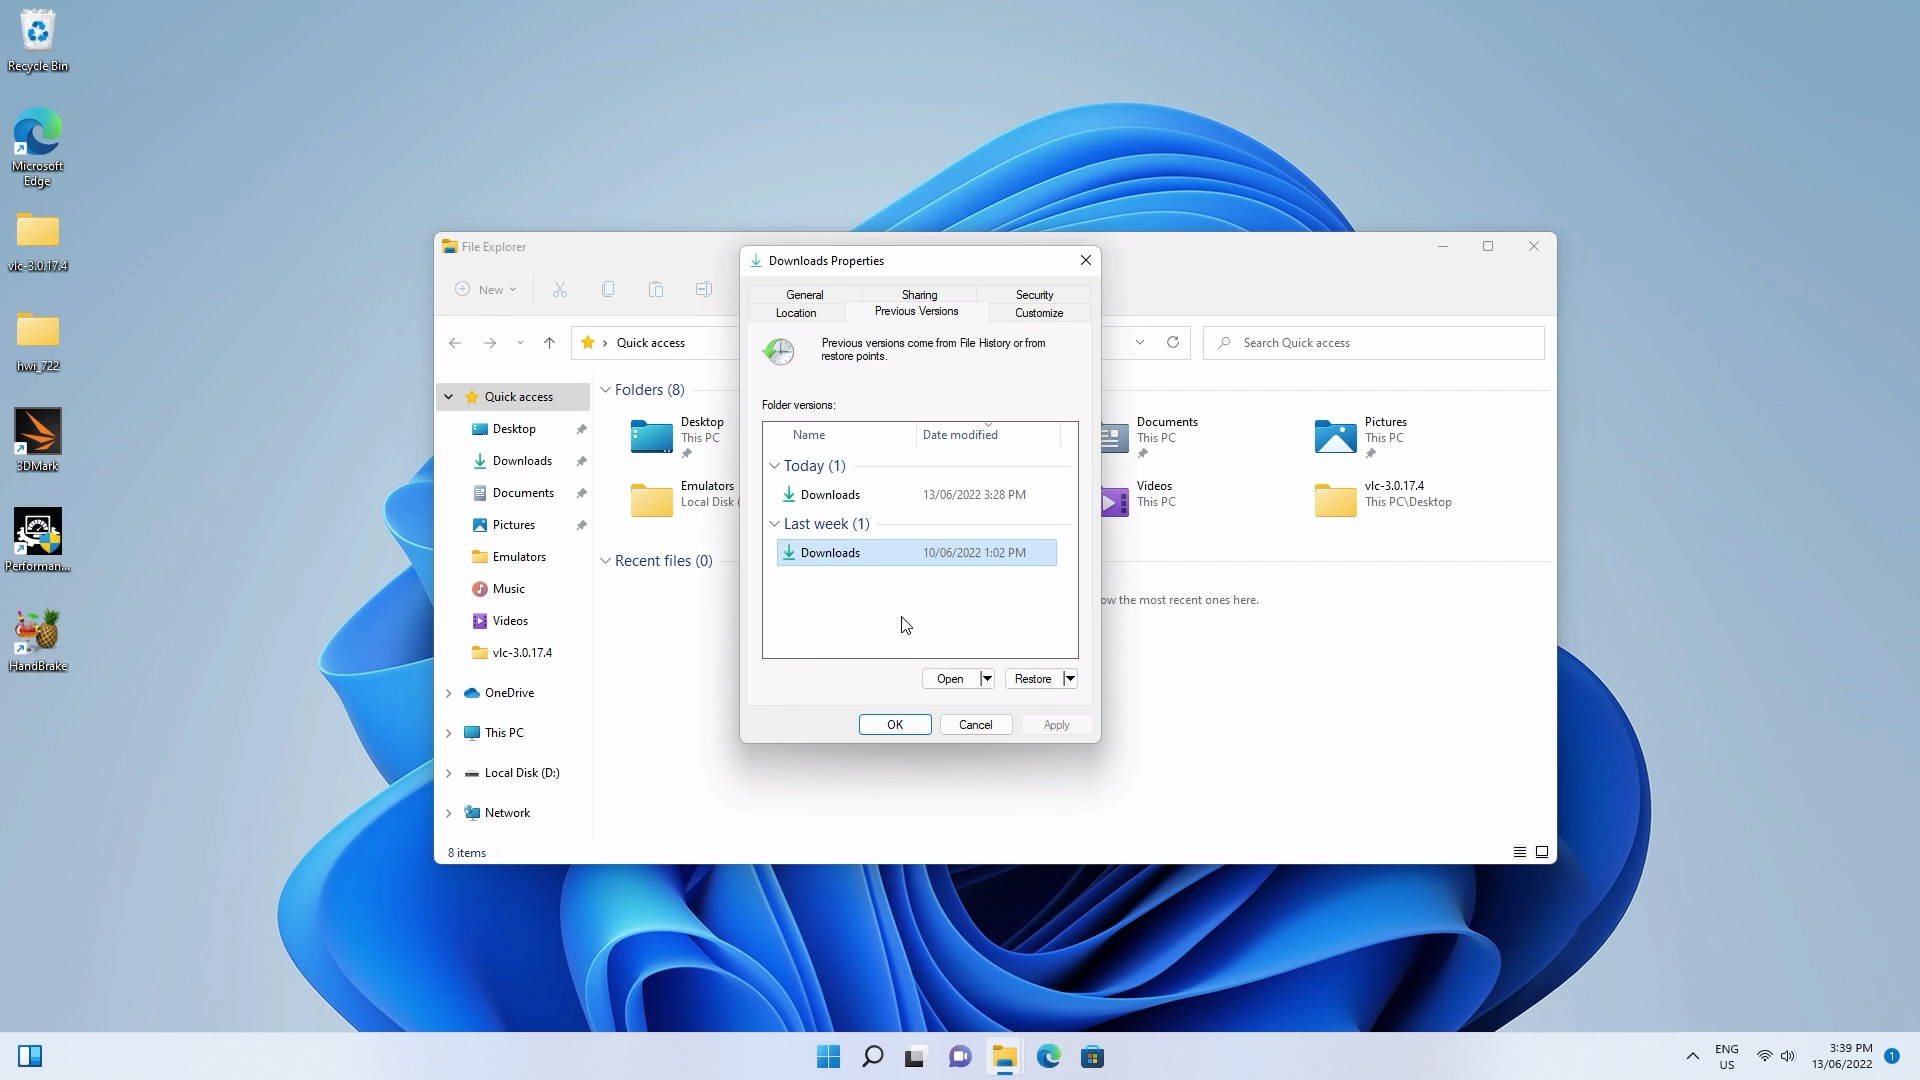 Recycle Bin
Microsoft
Edge
vlc-3.0.17.4
hwi_722
3DMark
Performan...
HandBrake
File Explorer
New
Quick access
Search Quick access
Quick access
Desktop
Downloads
Documents
Pictures
Emulators
Music
Videos
vlc-3.0.17.4
OneDrive
This PC
Local Disk (D:)
Network
8 items
Folders (8)
Desktop
This PC
Documents
This PC
Pictures
This PC
Emulators
Local Disk (
Videos
This PC
vlc-3.0.17.4
This PC\Desktop
Recent files (0)
ow the most recent ones here.
Downloads Properties
General
Sharing
Security
Location
Previous Versions
Customize
Previous versions come from File History or from
restore points.
Folder versions:
Name
Date modified
Today (1)
Downloads
13/06/2022 3:28 PM
Last week (1)
Downloads
10/06/2022 1:02 PM
Open
Restore
OK
Cancel
Apply
ENG
US
3:39 PM
13/06/2022
1